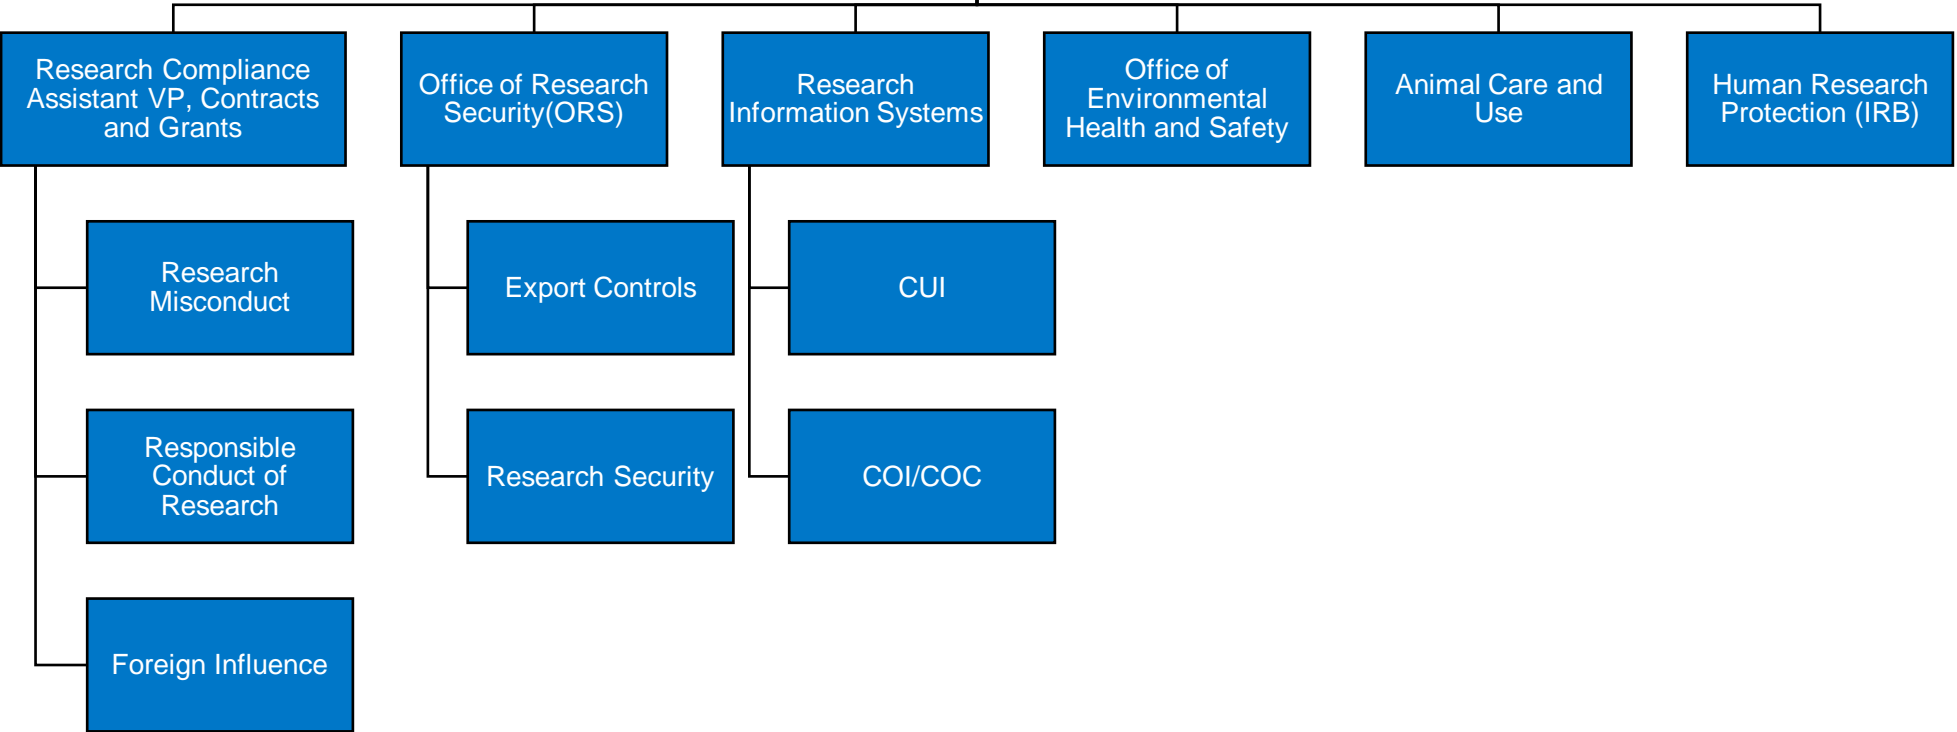 Research Compliance
Assistant VP, Contracts
and Grants
Office of Research
Security(ORS)
Research
Information Systems
Office of
Environmental
Health and Safety
Animal Care and
Use
Human Research
Protection (IRB)
Research
Misconduct
Export Controls
CUI
Responsible
Conduct of
Research
Research Security
COI/COC
Foreign Influence